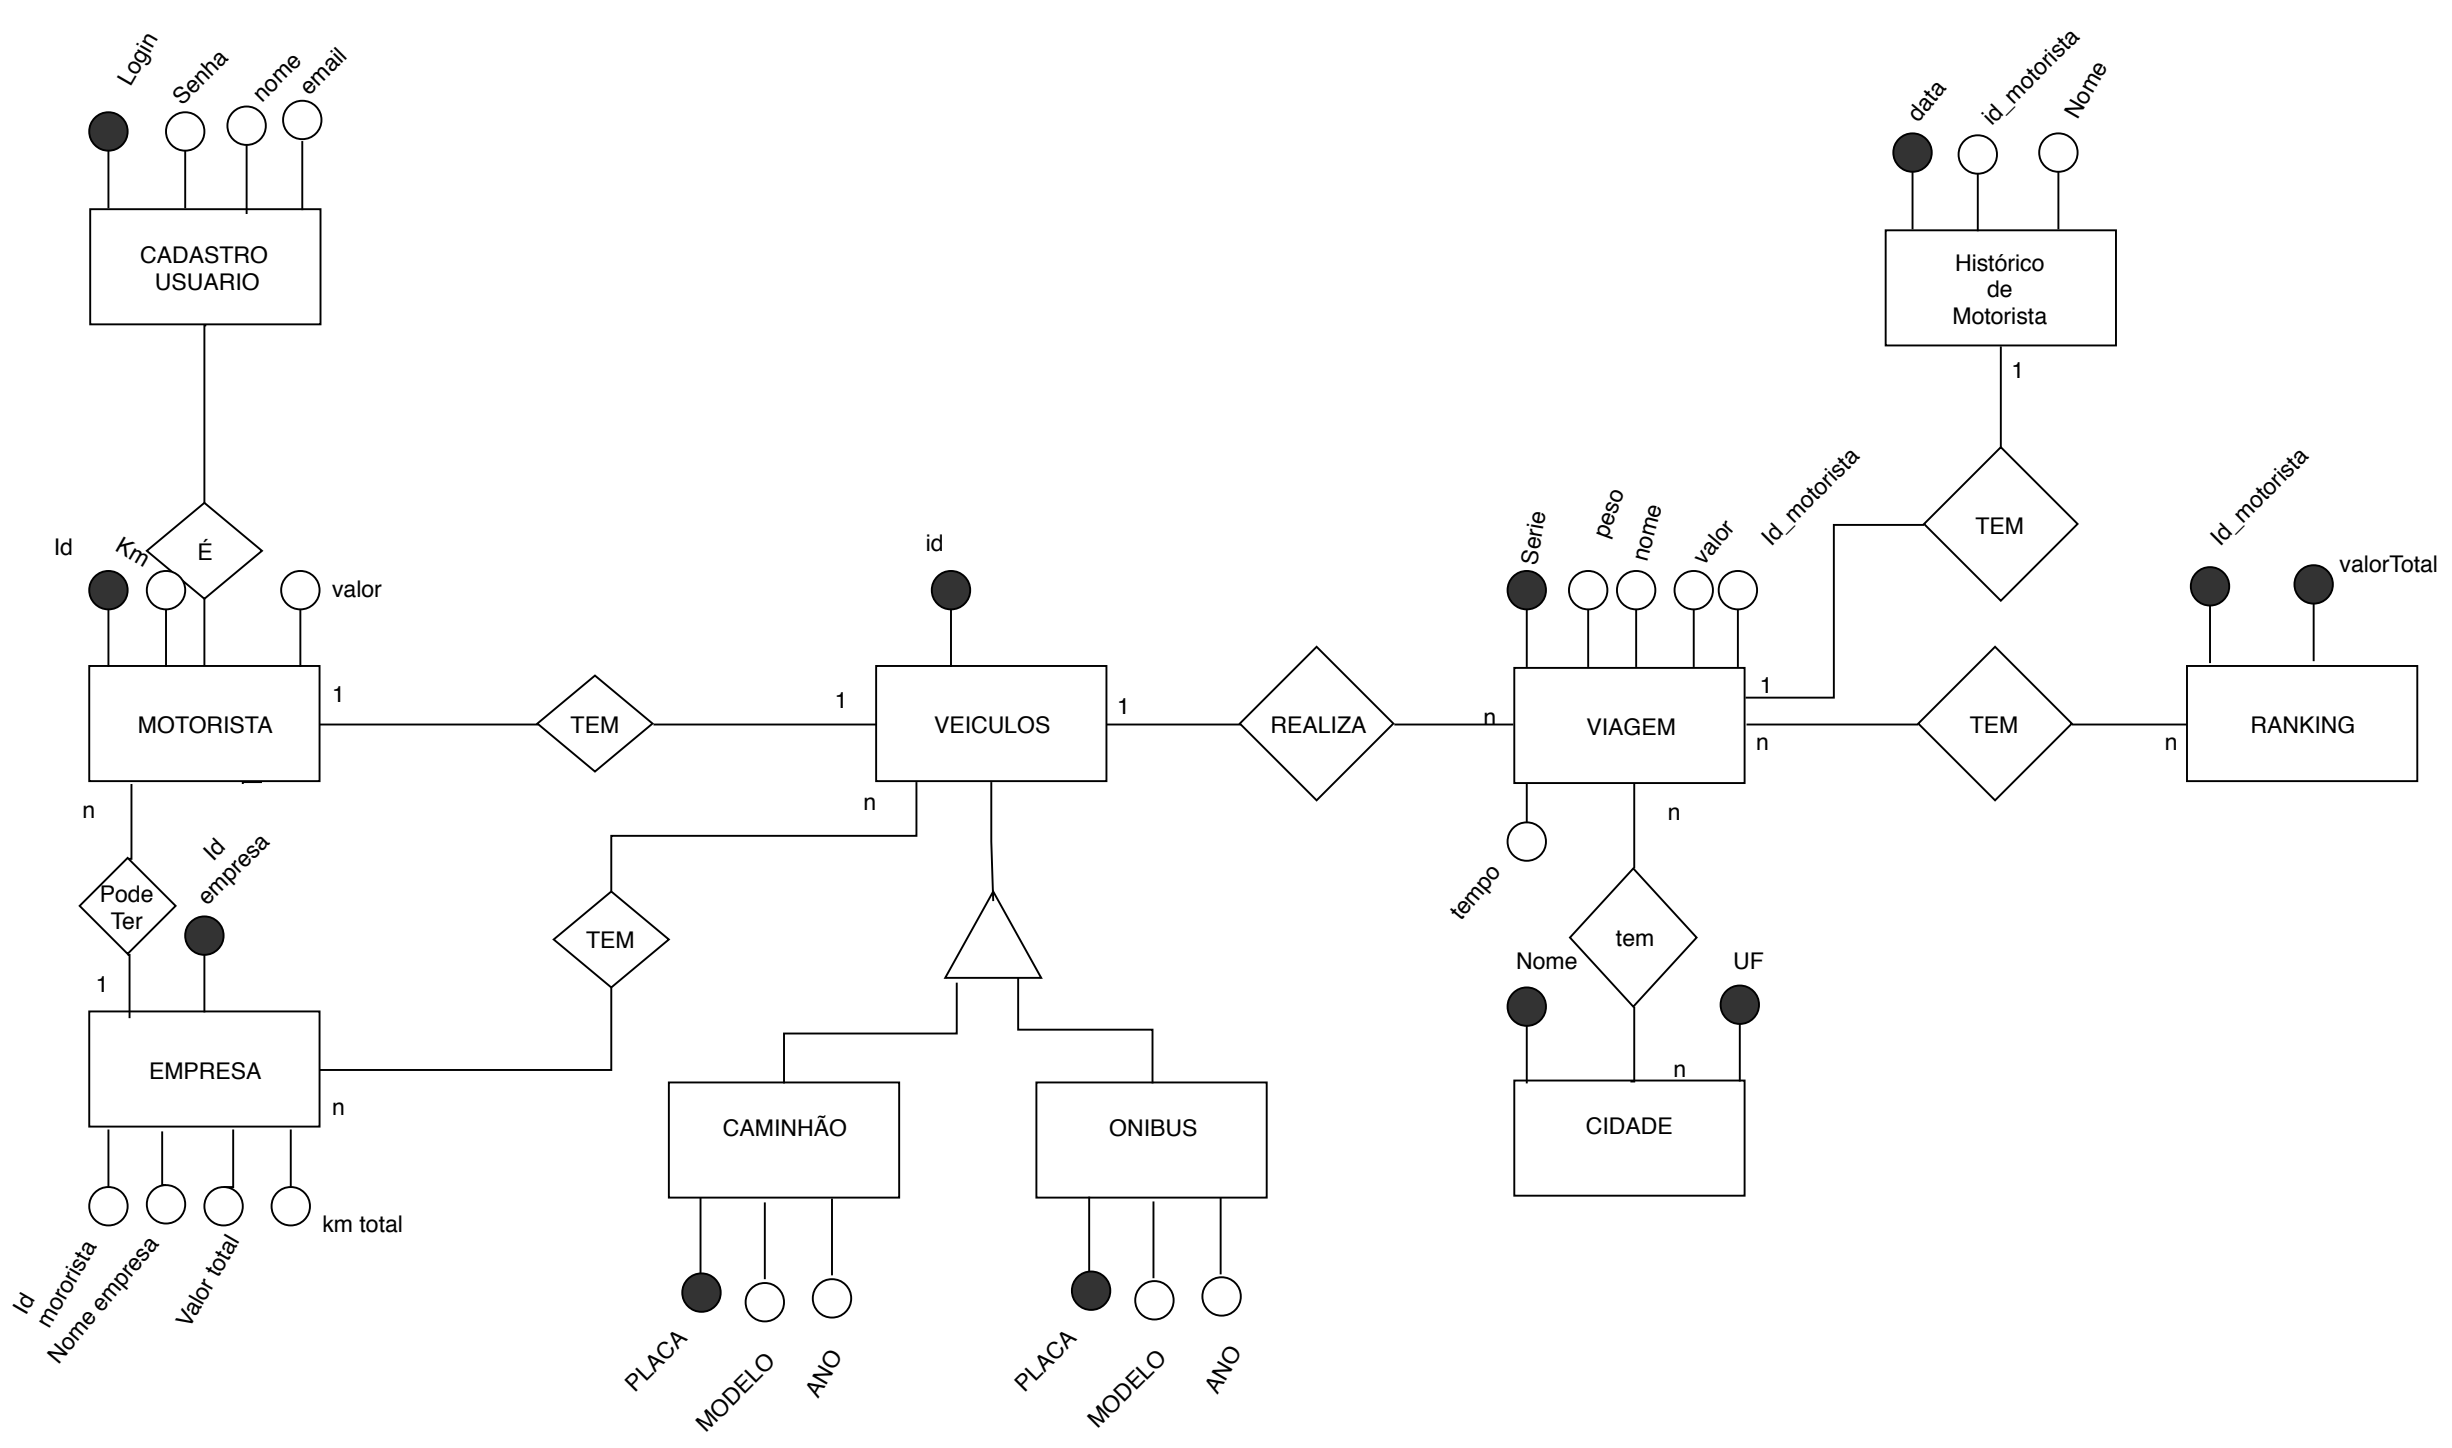 Login
Senha
nome
email
CADASTRO
USUARIO
data
id_motorista
Nome
Histórico
de
Motorista
1
TEM
É
Id
Km
valor
MOTORISTA
1
TEM
1
id
VEICULOS
1
REALIZA
n
Serie
peso
nome
valor
Id_motorista
VIAGEM
1
n
TEM
n
Id_motorista
valorTotal
RANKING
n
Pode
Ter
1
Id
empresa
EMPRESA
n
TEM
n
Id
mororista
Nome empresa
Valor total
km total
CAMINHÃO
PLACA
MODELO
ANO
ONIBUS
PLACA
MODELO
ANO
tempo
n
tem
Nome
UF
n
CIDADE